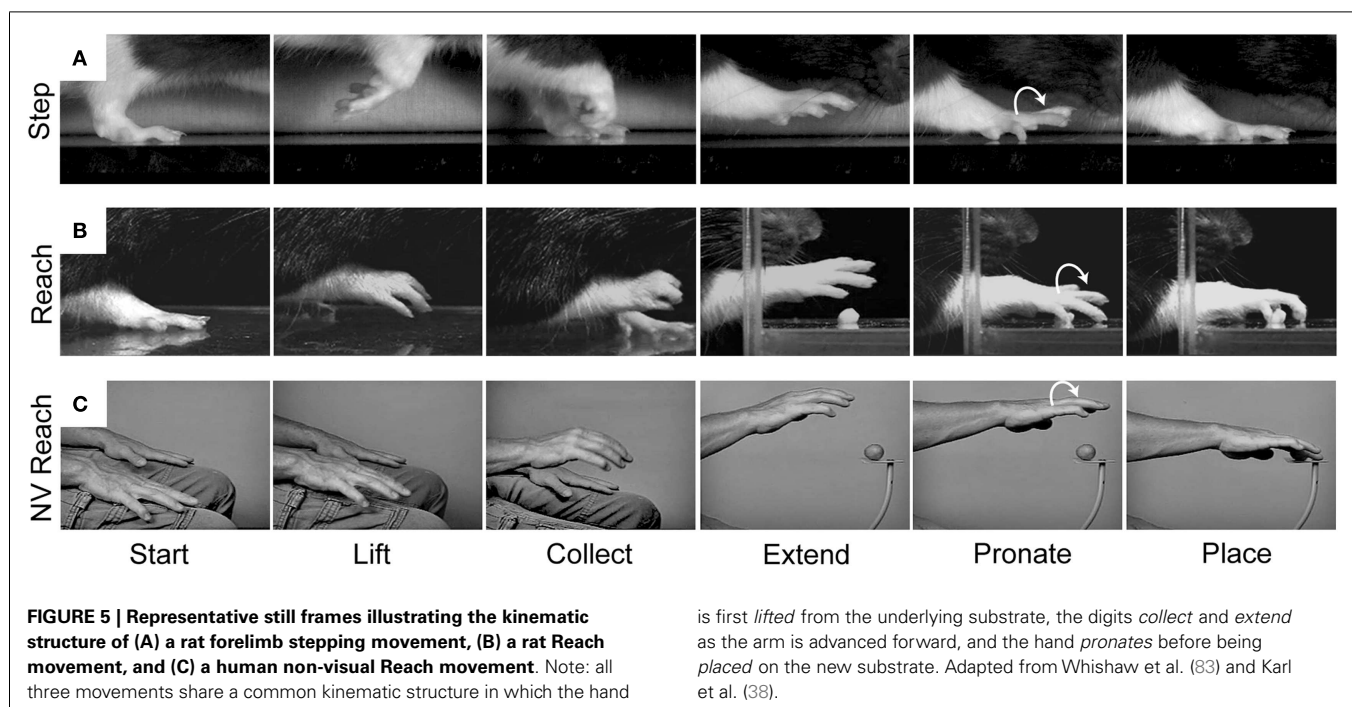 A
Step
B
Reach
C
NV Reach
Start Lift Collect Extend Pronate Place
FIGURE 5 | Representative still frames illustrating the kinematic
structure of (A) a rat forelimb stepping movement, (B) a rat Reach
movement, and (C) a human non-visual Reach movement. Note: all
three movements share a common kinematic structure in which the hand
is first lifted from the underlying substrate, the digits collect and extend
as the arm is advanced forward, and the hand pronates before being
placed on the new substrate. Adapted from Whishaw et al. (83) and Karl
et al. (38).